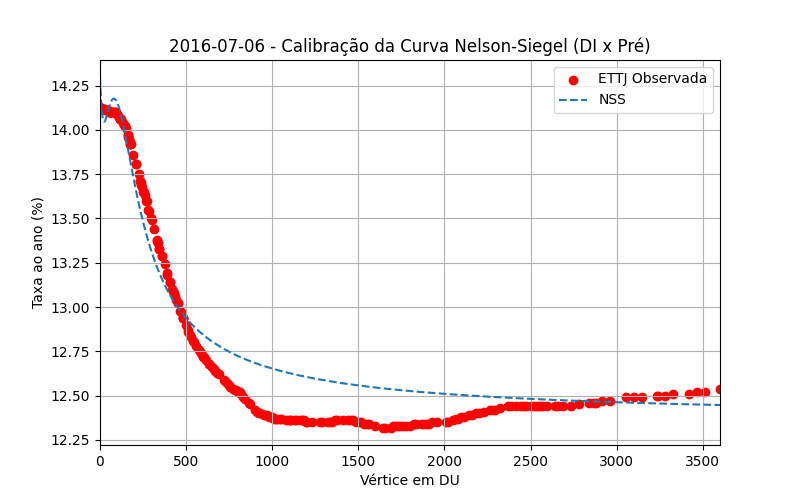 2016-07-06 - Calibração da Curva Nelson-Siegel (DI x Pré)
ETTJ Observada
NSS
Taxa ao ano (%)
14.25
14.00
13.75
13.50
13.25
13.00
12.75
12.50
12.25
0 500 1000 1500 2000 2500 3000 3500
Vértice em DU